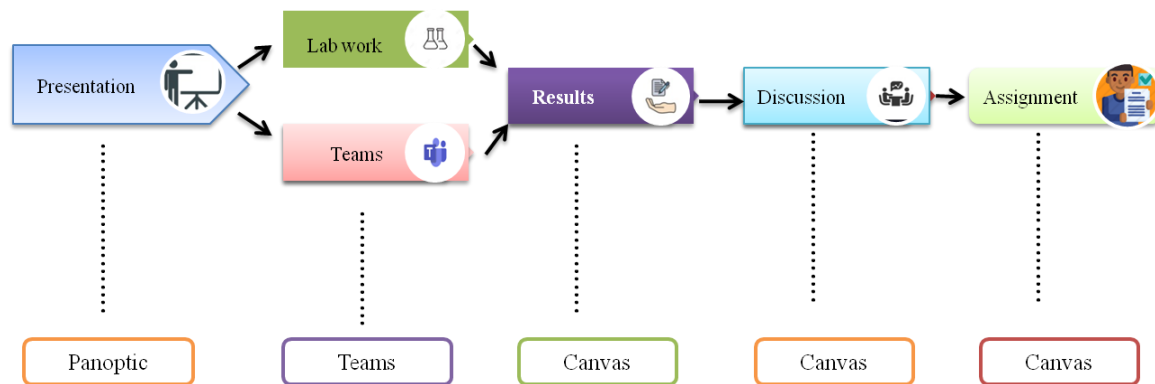 Lab work
Presentation
Results
Discussion
Assignment
Teams
T
Panoptic
Teams
Canvas
Canvas
Canvas